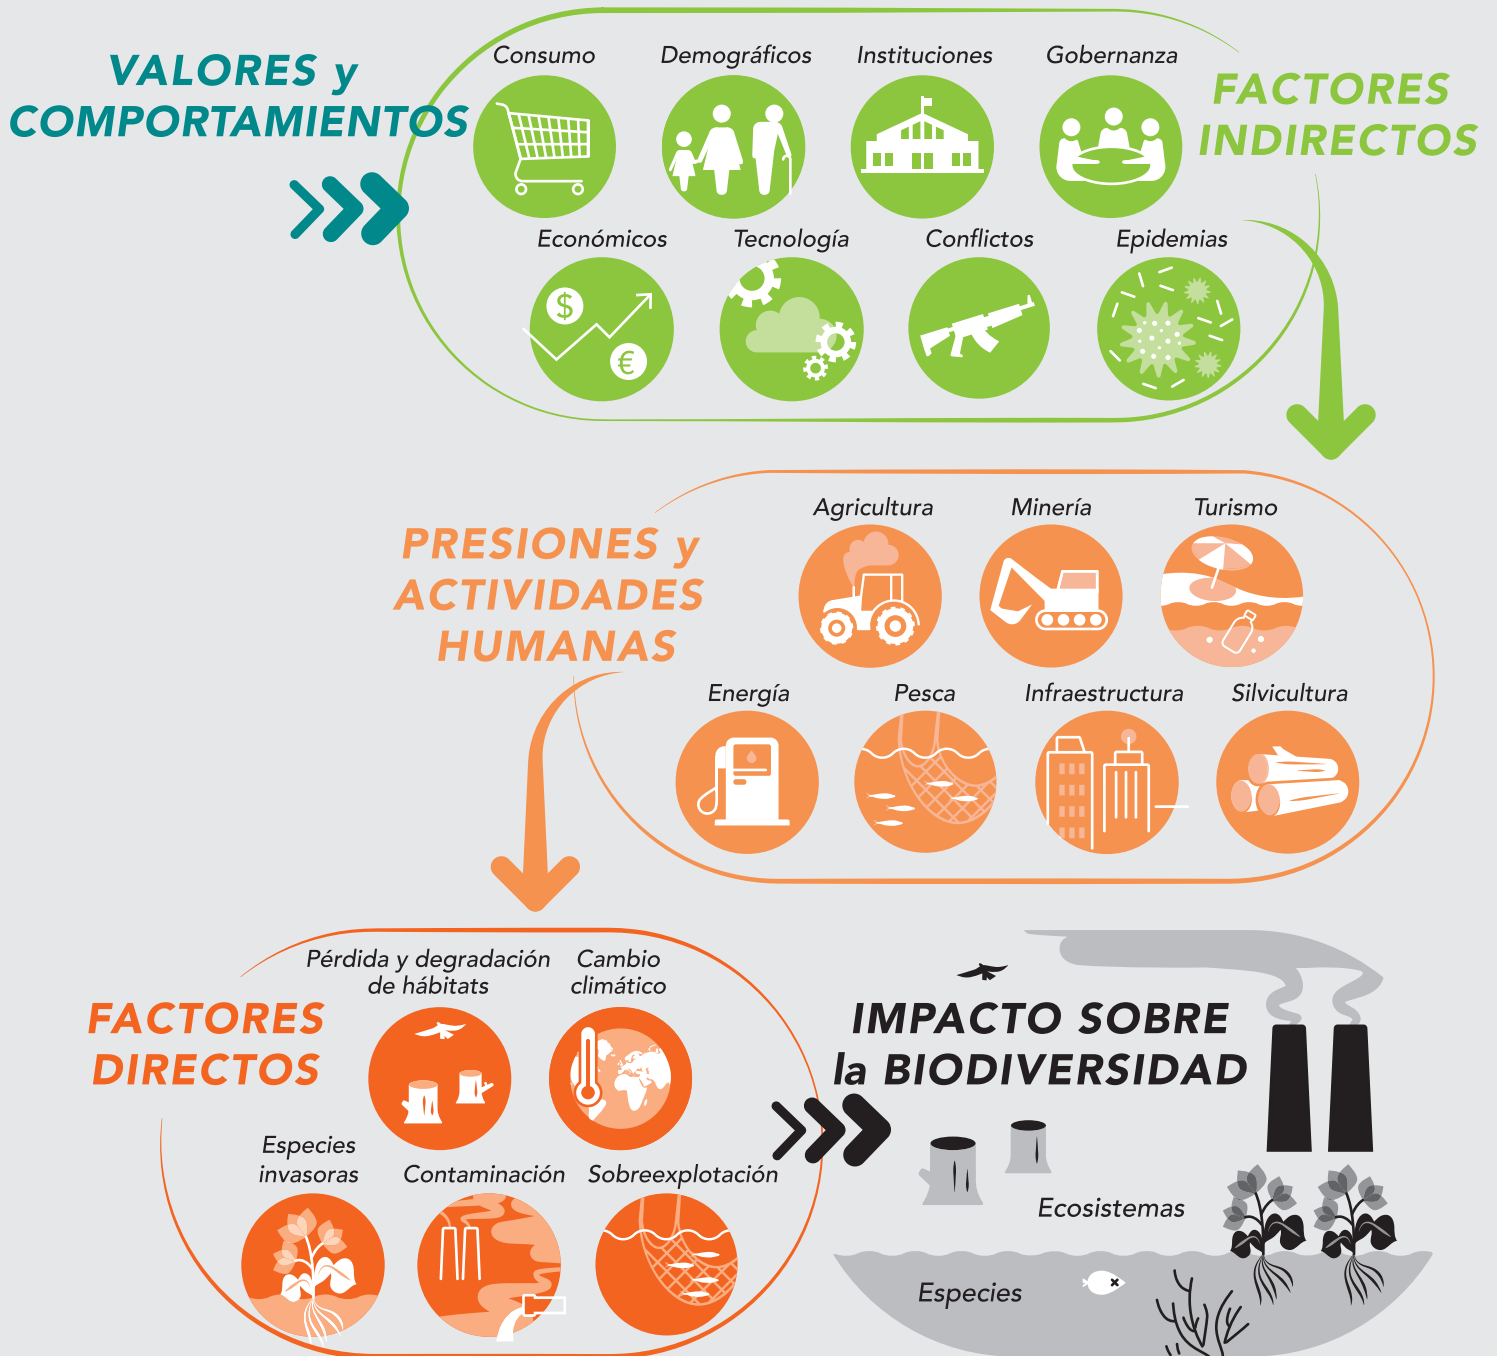 VALORES y
COMPORTAMIENTOS
Consumo
Demográficos
Instituciones
Gobernanza
FACTORES
INDIRECTOS
Económicos
Tecnología
Conflictos
Epidemias
$
€
PRESIONES y
ACTIVIDADES
HUMANAS
Agricultura
Minería
Turismo
Energía
Pesca
Infraestructura
Silvicultura
FACTORES
DIRECTOS
Pérdida y degradación
de hábitats
Cambio
climático
Especies
invasoras
Contaminación
Sobreexplotación
IMPACTO SOBRE
la BIODIVERSIDAD
Ecosistemas
Especies